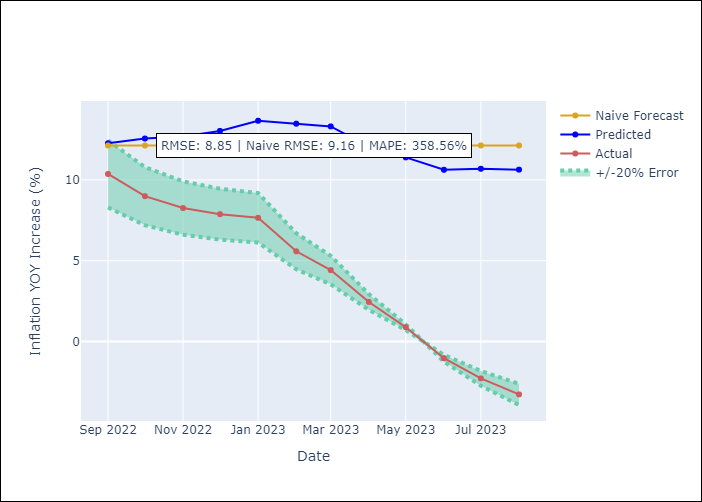 RMSE: 8.85 | Naive RMSE: 9.16 | MAPE: 358.56%
Naive Forecast
Predicted
Actual
+/-20% Error
10
5
0
Inflation YOY Increase (%)
Sep 2022
Nov 2022
Jan 2023
Mar 2023
May 2023
Jul 2023
Date